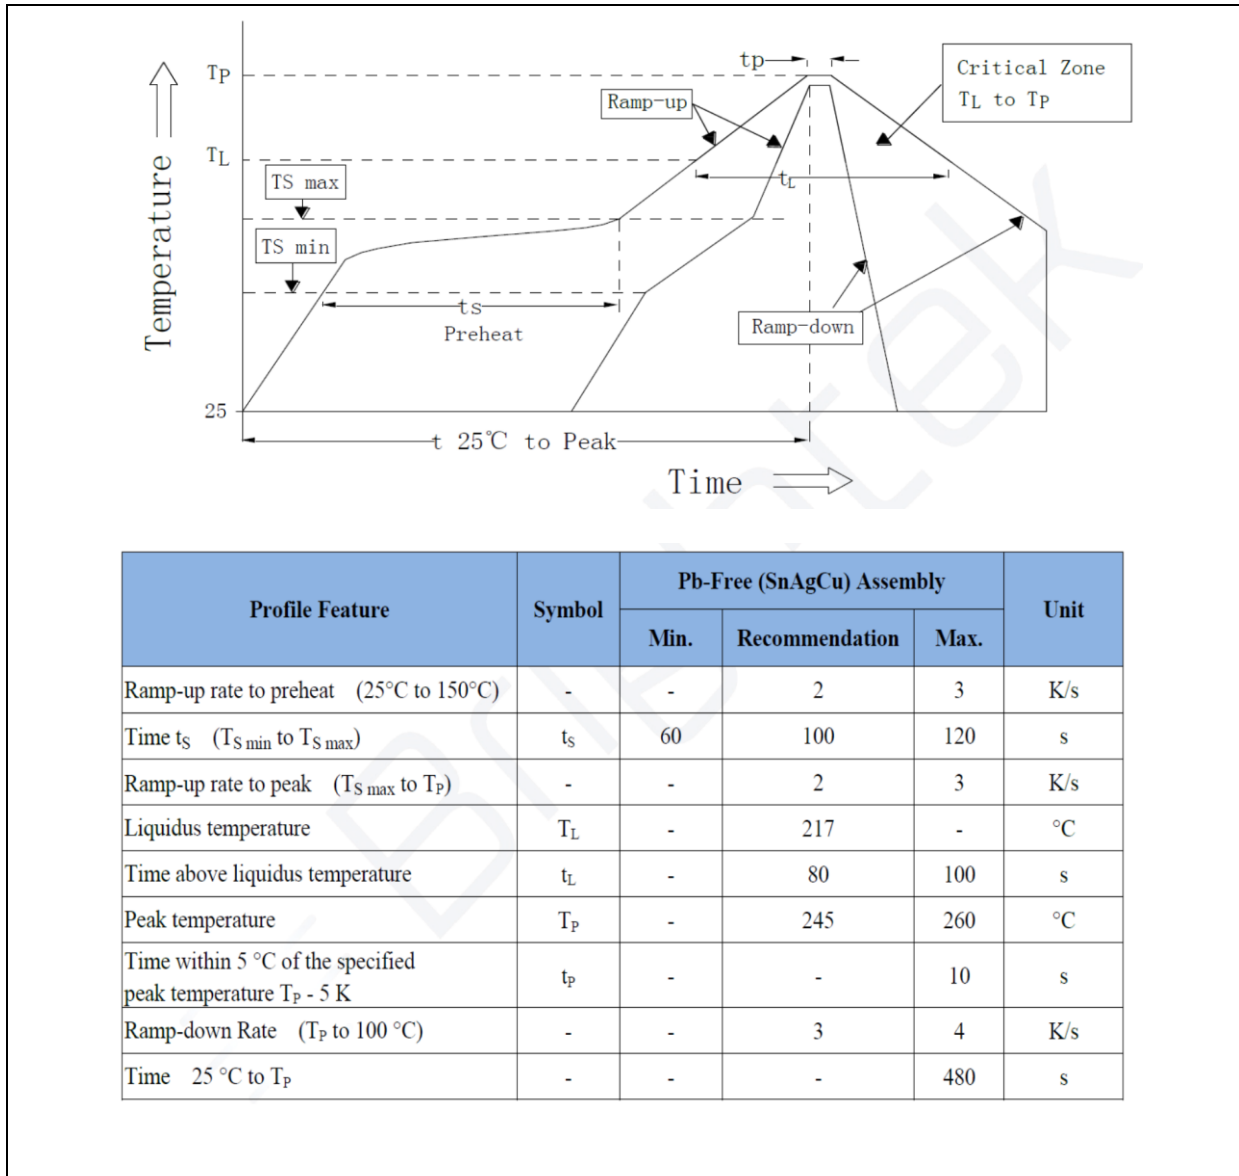 tp
TP
Critical Zone
TL to TP
Ramp-up
TL
tL
TS max
TS min
ts
Preheat
Ramp-down
Temperature
25
t 25℃ to Peak
Time
Profile Feature Symbol Pb-Free (SnAgCu) Assembly Unit
Min. Recommendation Max.
Ramp-up rate to preheat (25°C to 150°C) - - 2 3 K/s
Time tS (TS min to TS max) tS 60 100 120 s
Ramp-up rate to peak (TS max to TP) - - 2 3 K/s
Liquidus temperature TL - 217 - °C
Time above liquidus temperature tL - 80 100 s
Peak temperature TP - 245 260 °C
Time within 5 °C of the specified
peak temperature TP - 5 K tP - - 10 s
Ramp-down Rate (TP to 100 °C) - - 3 4 K/s
Time 25 °C to TP - - - 480 s